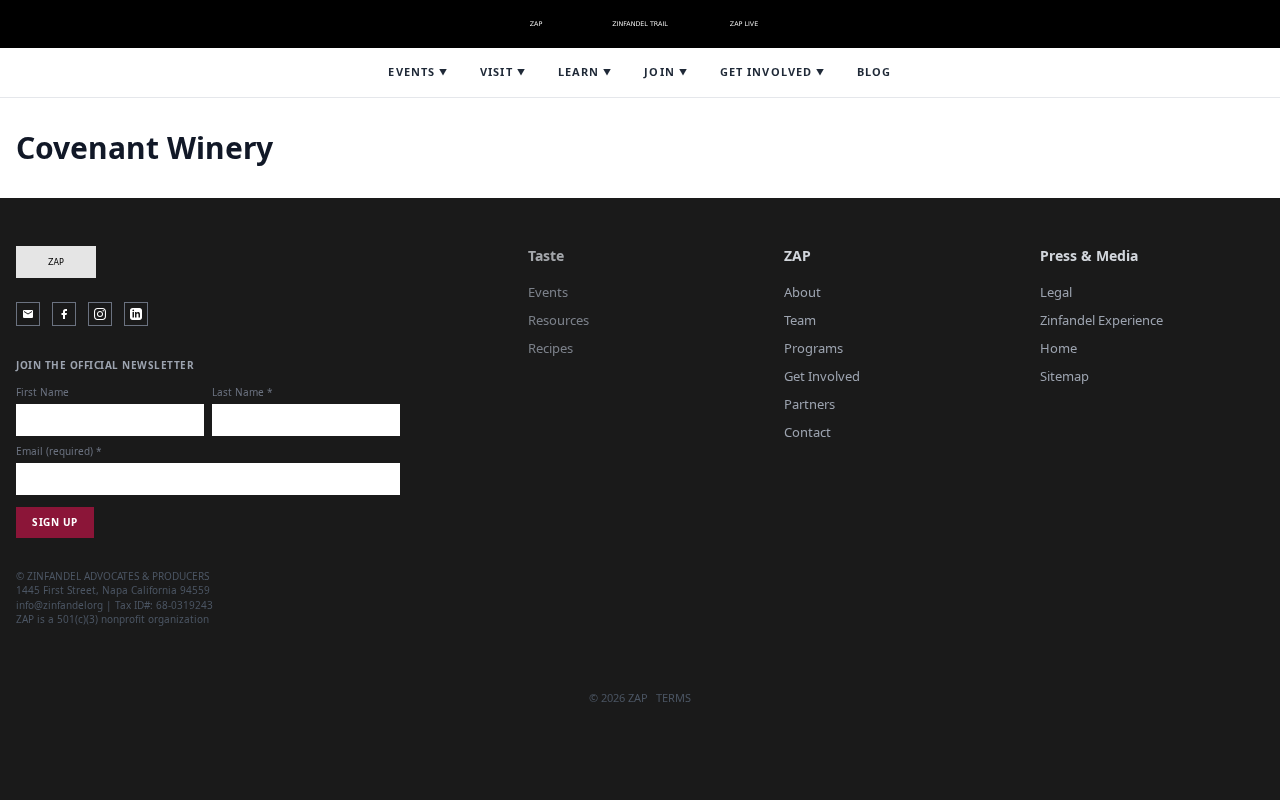 ZAP
ZINFANDEL TRAIL
ZAP LIVE
EVENTS
VISIT
LEARN
JOIN
GET INVOLVED
BLOG
Covenant Winery
ZAP
JOIN THE OFFICIAL NEWSLETTER
First Name
Last Name *
Email (required) *
SIGN UP
© ZINFANDEL ADVOCATES & PRODUCERS
1445 First Street, Napa California 94559
info@zinfandelorg | Tax ID#: 68-0319243
ZAP is a 501(c)(3) nonprofit organization
Taste
Events
Resources
Recipes
ZAP
About
Team
Programs
Get Involved
Partners
Contact
Press & Media
Legal
Zinfandel Experience
Home
Sitemap
© 2026 ZAP TERMS